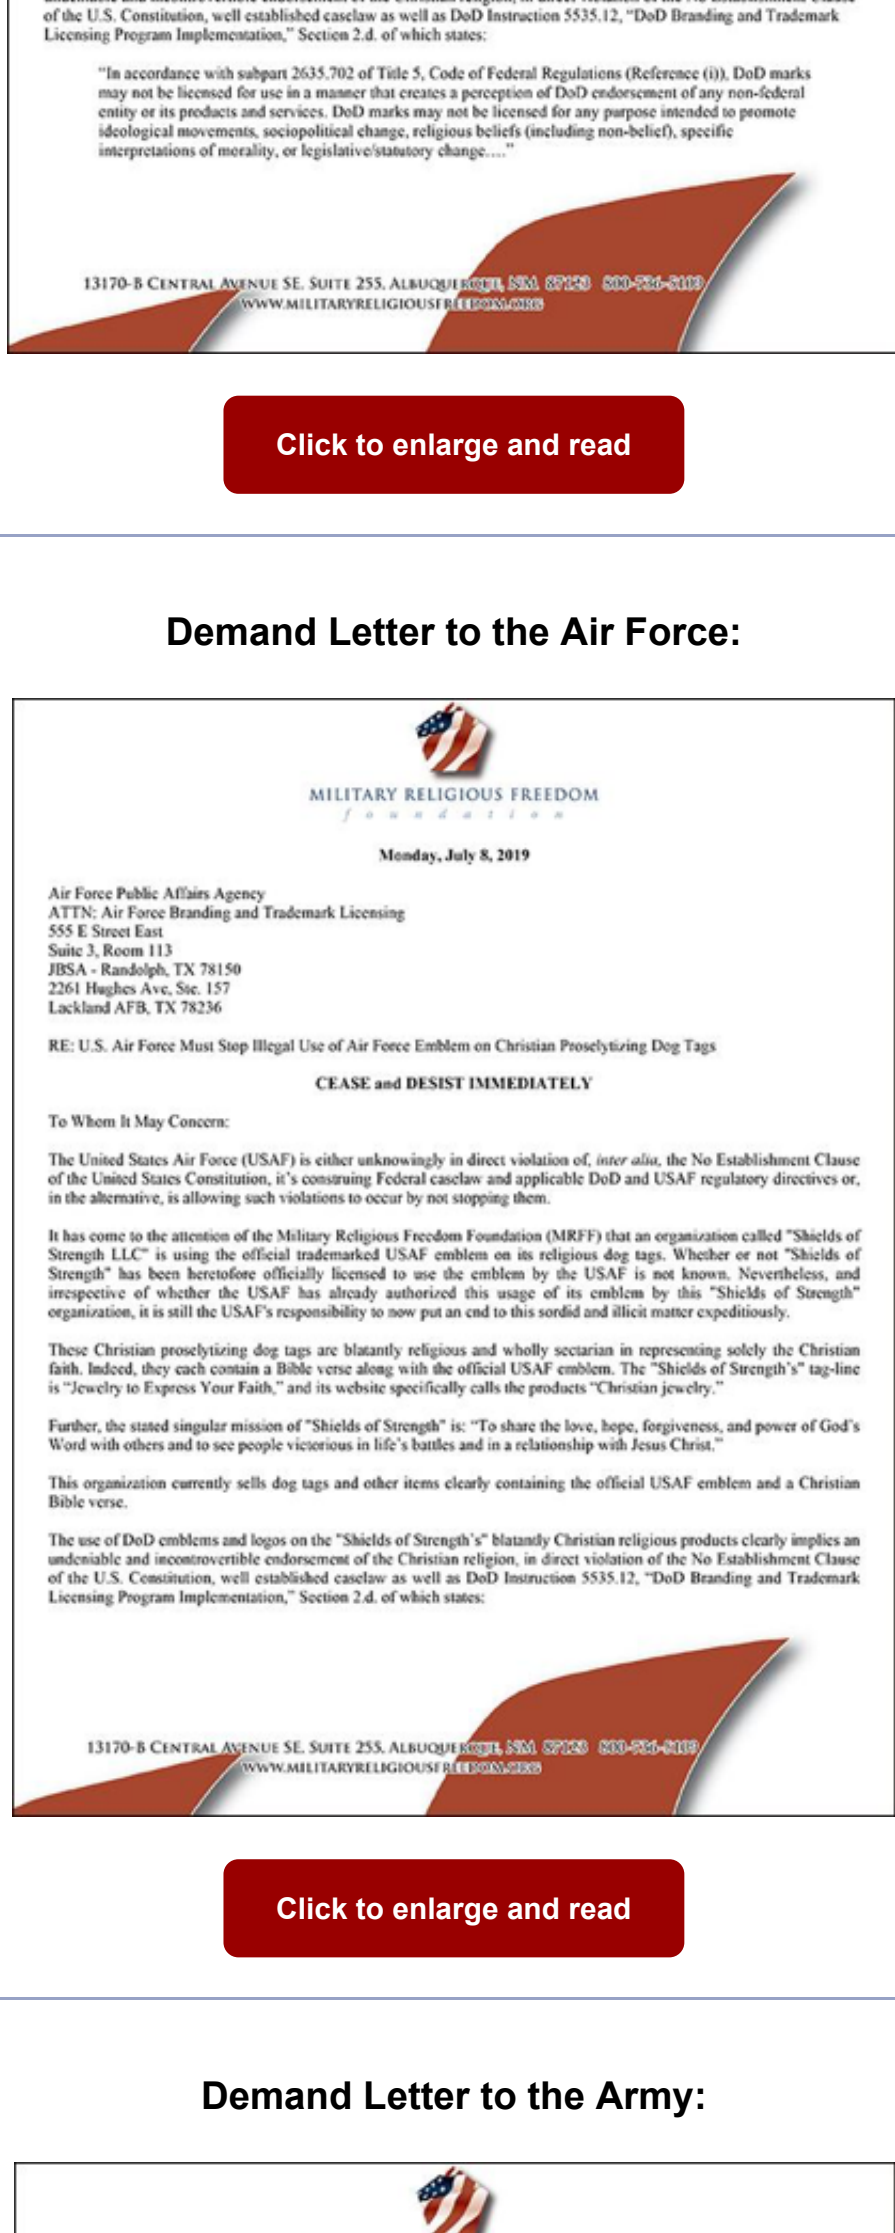 of the U.S. Constitution, well established caselaw as well as DoD Instruction 5535.12, “DoD Branding and Trademark
Licensing Program Implementation,” Section 2.d. of which states:
“In accordance with subpart 2635.702 of Title 5, Code of Federal Regulations (Reference (i)), DoD marks
may not be licensed for use in a manner that creates a perception of DoD endorsement of any non-federal
entity or its products and services. DoD marks may not be licensed for any purpose intended to promote
ideological movements, sociopolitical change, religious beliefs (including non-belief), specific
interpretations of morality, or legislative/statutory change....”
13170-B CENTRAL AVENUE SE, SUITE 255, ALBUQUERQUE, NM 87123 800-736-5109
WWW.MILITARYRELIGIOUSFREEDOM.ORG
Click to enlarge and read
Demand Letter to the Air Force:
MILITARY RELIGIOUS FREEDOM
foundation
Monday, July 8, 2019
Air Force Public Affairs Agency
ATTN: Air Force Branding and Trademark Licensing
555 E Street East
Suite 3, Room 113
JBSA - Randolph, TX 78150
2261 Hughes Ave, Ste. 157
Lackland AFB, TX 78236
RE: U.S. Air Force Must Stop Illegal Use of Air Force Emblem on Christian Proselytizing Dog Tags
CEASE and DESIST IMMEDIATELY
To Whom It May Concern:
The United States Air Force (USAF) is either unknowingly in direct violation of, inter alia, the No Establishment Clause
of the United States Constitution, it's construing Federal caselaw and applicable DoD and USAF regulatory directives or,
in the alternative, is allowing such violations to occur by not stopping them.
It has come to the attention of the Military Religious Freedom Foundation (MRFF) that an organization called "Shields of
Strength LLC" is using the official trademarked USAF emblem on its religious dog tags. Whether or not "Shields of
Strength" has been heretofore officially licensed to use the emblem by the USAF is not known. Nevertheless, and
irrespective of whether the USAF has already authorized this usage of its emblem by this "Shields of Strength"
organization, it is still the USAF's responsibility to now put an end to this sordid and illicit matter expeditiously.
These Christian proselytizing dog tags are blatantly religious and wholly sectarian in representing solely the Christian
faith. Indeed, they each contain a Bible verse along with the official USAF emblem. The "Shields of Strength's" tag-line
is “Jewelry to Express Your Faith,” and its website specifically calls the products “Christian jewelry.”
Further, the stated singular mission of "Shields of Strength" is: “To share the love, hope, forgiveness, and power of God's
Word with others and to see people victorious in life's battles and in a relationship with Jesus Christ.”
This organization currently sells dog tags and other items clearly containing the official USAF emblem and a Christian
Bible verse.
The use of DoD emblems and logos on the "Shields of Strength's" blatantly Christian religious products clearly implies an
undeniable and incontrovertible endorsement of the Christian religion, in direct violation of the No Establishment Clause
of the U.S. Constitution, well established caselaw as well as DoD Instruction 5535.12, “DoD Branding and Trademark
Licensing Program Implementation,” Section 2.d. of which states:
13170-B CENTRAL AVENUE SE, SUITE 255, ALBUQUERQUE, NM 87123 800-736-5109
WWW.MILITARYRELIGIOUSFREEDOM.ORG
Click to enlarge and read
Demand Letter to the Army: